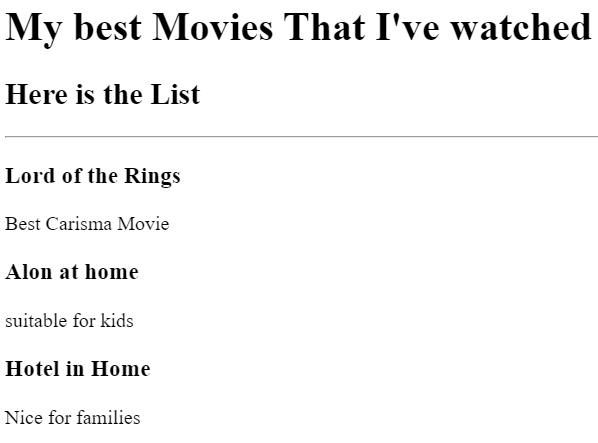 My best Movies That I've watched
Here is the List
Lord of the Rings
Best Carisma Movie
Alon at home
suitable for kids
Hotel in Home
Nice for families